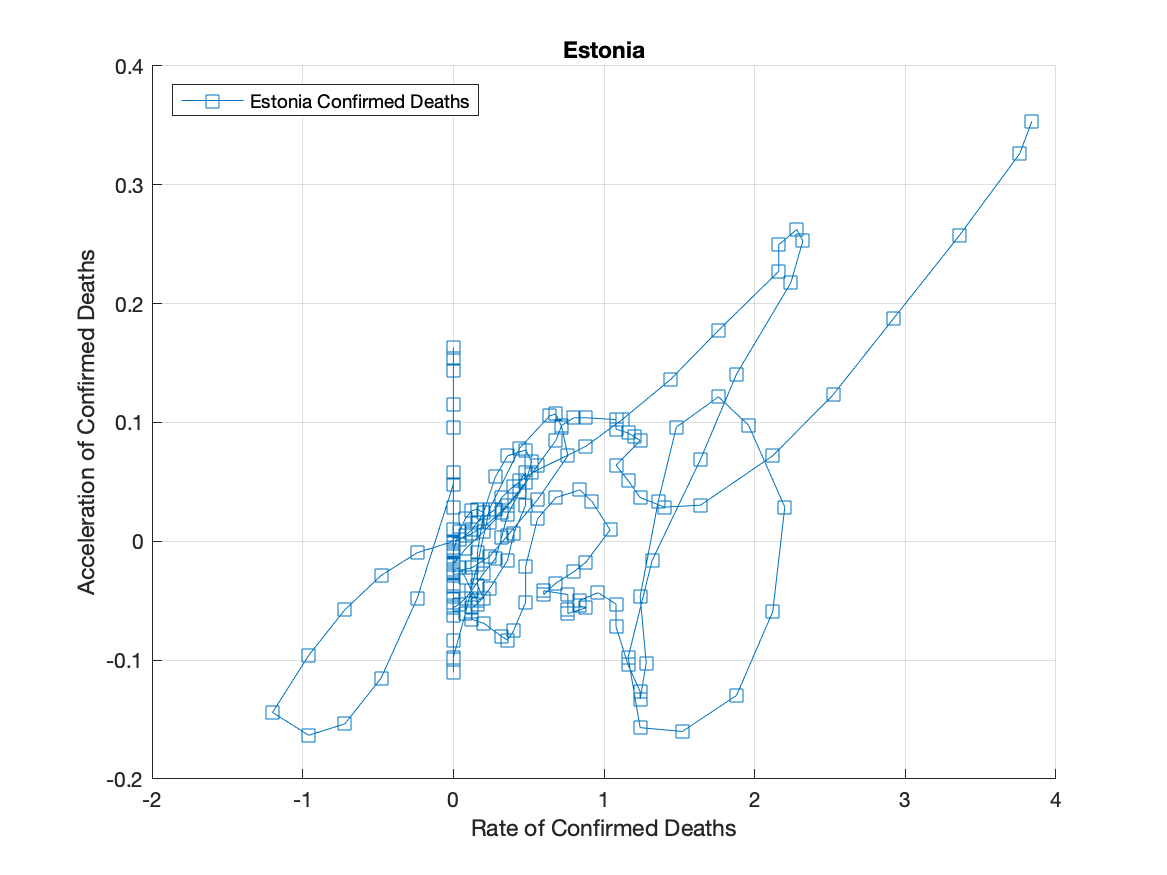 Estonia
Estonia Confirmed Deaths
0.4
0.3
0.2
0.1
0
-0.1
-0.2
Acceleration of Confirmed Deaths
-2 -1 0 1 2 3 4
Rate of Confirmed Deaths